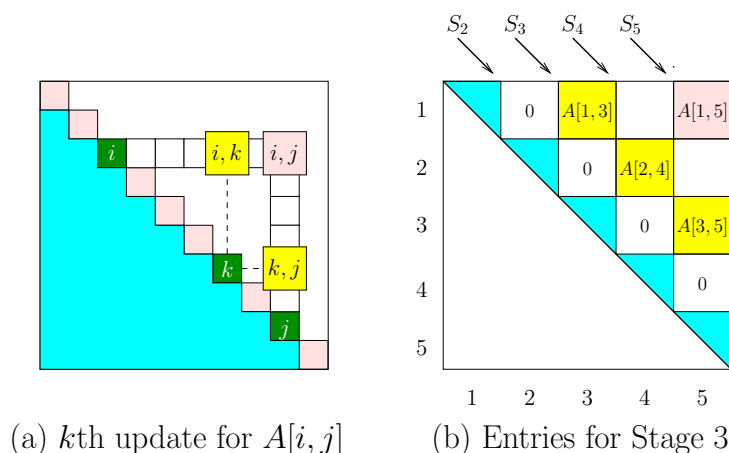 S₂ S₃ S₄ S₅
i i, k i, j
k k, j
j
1 0 A[1, 3] A[1, 5]
2 0 A[2, 4]
3 0 A[3, 5]
4 0
5
1 2 3 4 5
(a) kth update for A[i, j]
(b) Entries for Stage 3